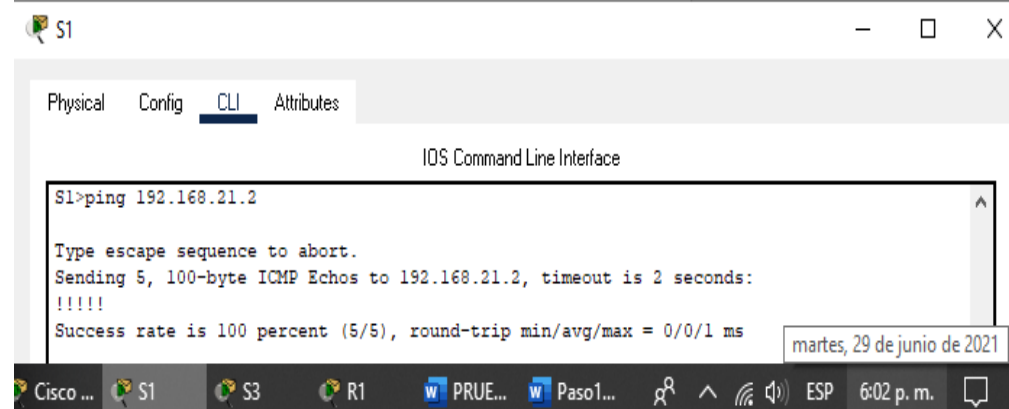 S1
Physical Config CLI Attributes
IOS Command Line Interface
S1>ping 192.168.21.2
Type escape sequence to abort.
Sending 5, 100-byte ICMP Echos to 192.168.21.2, timeout is 2 seconds:
!!!!!
Success rate is 100 percent (5/5), round-trip min/avg/max = 0/0/1 ms
martes, 29 de junio de 2021
Cisco ... S1 S3 R1 PRUE... Paso1... ESP 6:02 p. m.